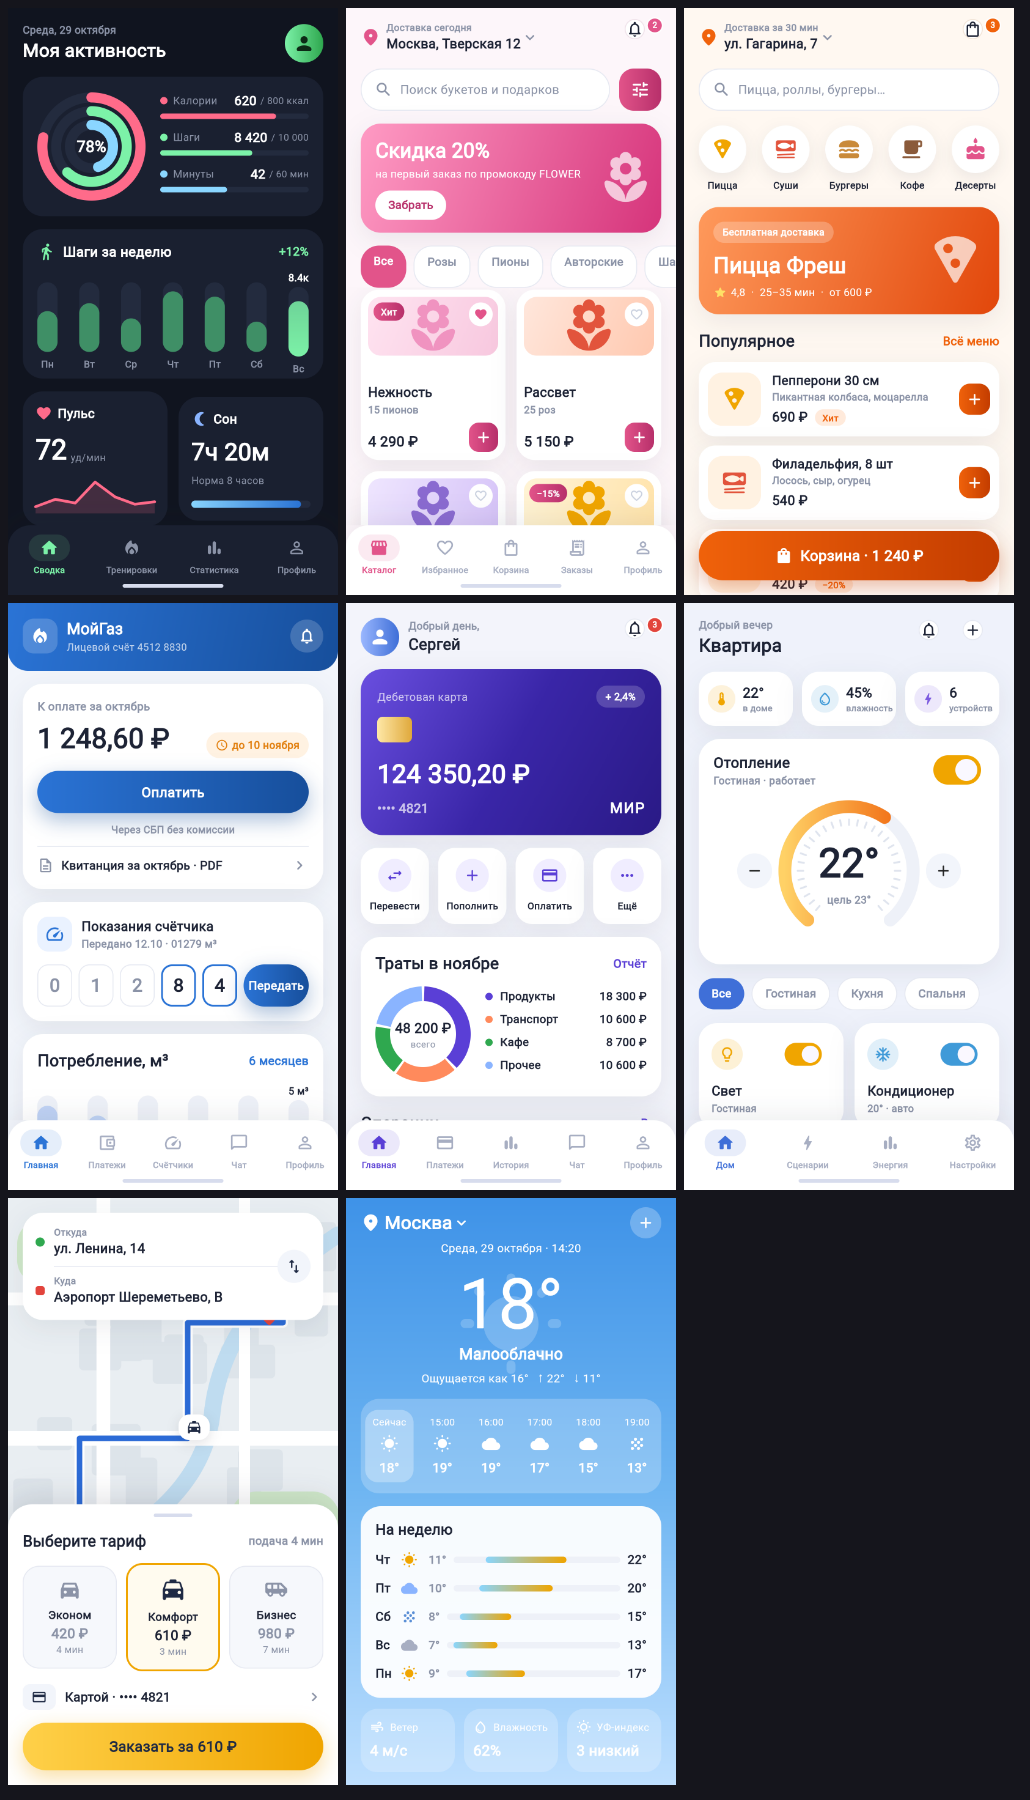 Среда, 29 октября
Моя активность
78%
Калории 620 / 800 ккал
Шаги 8 420 / 10 000
Минуты 42 / 60 мин
Шаги за неделю +12%
8.4к
Пн Вт Ср Чт Пт Сб Вс
Пульс
72 уд/мин
Сон
7ч 20м
Норма 8 часов
Сводка Тренировки Статистика Профиль
Доставка сегодня
Москва, Тверская 12
2
Поиск букетов и подарков
Скидка 20%
на первый заказ по промокоду FLOWER
Забрать
Все Розы Пионы Авторские Ша
Хит
Нежность
15 пионов
4 290 ₽
Рассвет
25 роз
5 150 ₽
−15%
Каталог Избранное Корзина Заказы Профиль
Доставка за 30 мин
ул. Гагарина, 7
3
Пицца, роллы, бургеры…
Пицца Суши Бургеры Кофе Десерты
Бесплатная доставка
Пицца Фреш
4,8 · 25–35 мин · от 600 ₽
Популярное Всё меню
Пепперони 30 см
Пикантная колбаса, моцарелла
690 ₽ Хит
Филадельфия, 8 шт
Лосось, сыр, огурец
540 ₽
Корзина · 1 240 ₽
420 ₽ −20%
МойГаз
Лицевой счёт 4512 8830
К оплате за октябрь
1 248,60 ₽
до 10 ноября
Оплатить
Через СБП без комиссии
Квитанция за октябрь · PDF
Показания счётчика
Передано 12.10 · 01279 м³
0 1 2 8 4 Передать
Потребление, м³ 6 месяцев
5 м³
Главная Платежи Счётчики Чат Профиль
Добрый день,
Сергей
3
Дебетовая карта + 2,4%
124 350,20 ₽
•••• 4821 МИР
Перевести Пополнить Оплатить Ещё
Траты в ноябре Отчёт
48 200 ₽
всего
Продукты 18 300 ₽
Транспорт 10 600 ₽
Кафе 8 700 ₽
Прочее 10 600 ₽
Главная Платежи История Чат Профиль
Добрый вечер
Квартира
22°
в доме
45%
влажность
6
устройств
Отопление
Гостиная · работает
22°
цель 23°
Все Гостиная Кухня Спальня
Свет
Гостиная
Кондиционер
20° · авто
Дом Сценарии Энергия Настройки
Откуда
ул. Ленина, 14
Куда
Аэропорт Шереметьево, B
Выберите тариф подача 4 мин
Эконом
420 ₽
4 мин
Комфорт
610 ₽
3 мин
Бизнес
980 ₽
7 мин
Картой · •••• 4821
Заказать за 610 ₽
Москва
Среда, 29 октября · 14:20
18°
Малооблачно
Ощущается как 16° ↑ 22° ↓ 11°
Сейчас 15:00 16:00 17:00 18:00 19:00
18° 19° 19° 17° 15° 13°
На неделю
Чт 11° 22°
Пт 10° 20°
Сб 8° 15°
Вс 7° 13°
Пн 9° 17°
Ветер
4 м/с
Влажность
62%
УФ-индекс
3 низкий